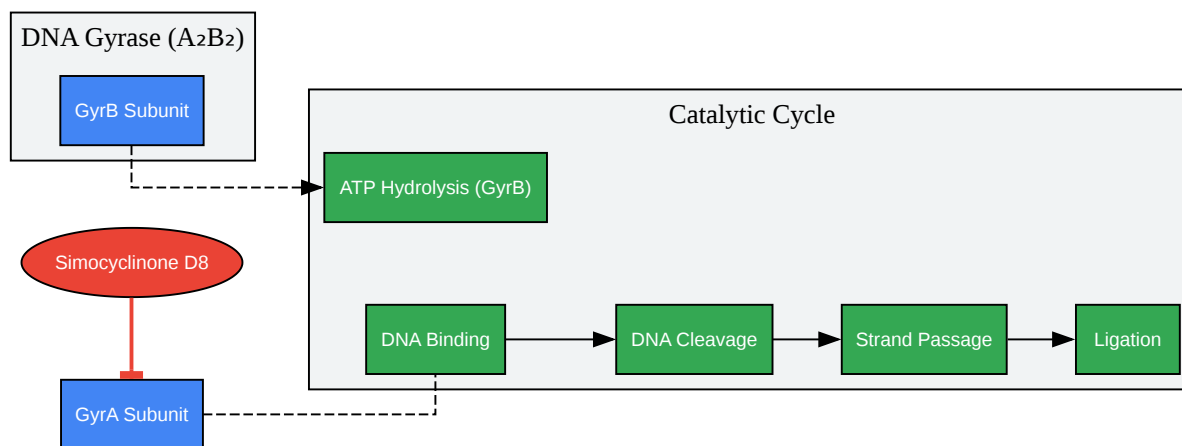 DNA Gyrase (A₂B₂)
GyrB Subunit
Catalytic Cycle
ATP Hydrolysis (GyrB)
Simocyclinone D8
DNA Binding
DNA Cleavage
Strand Passage
Ligation
GyrA Subunit